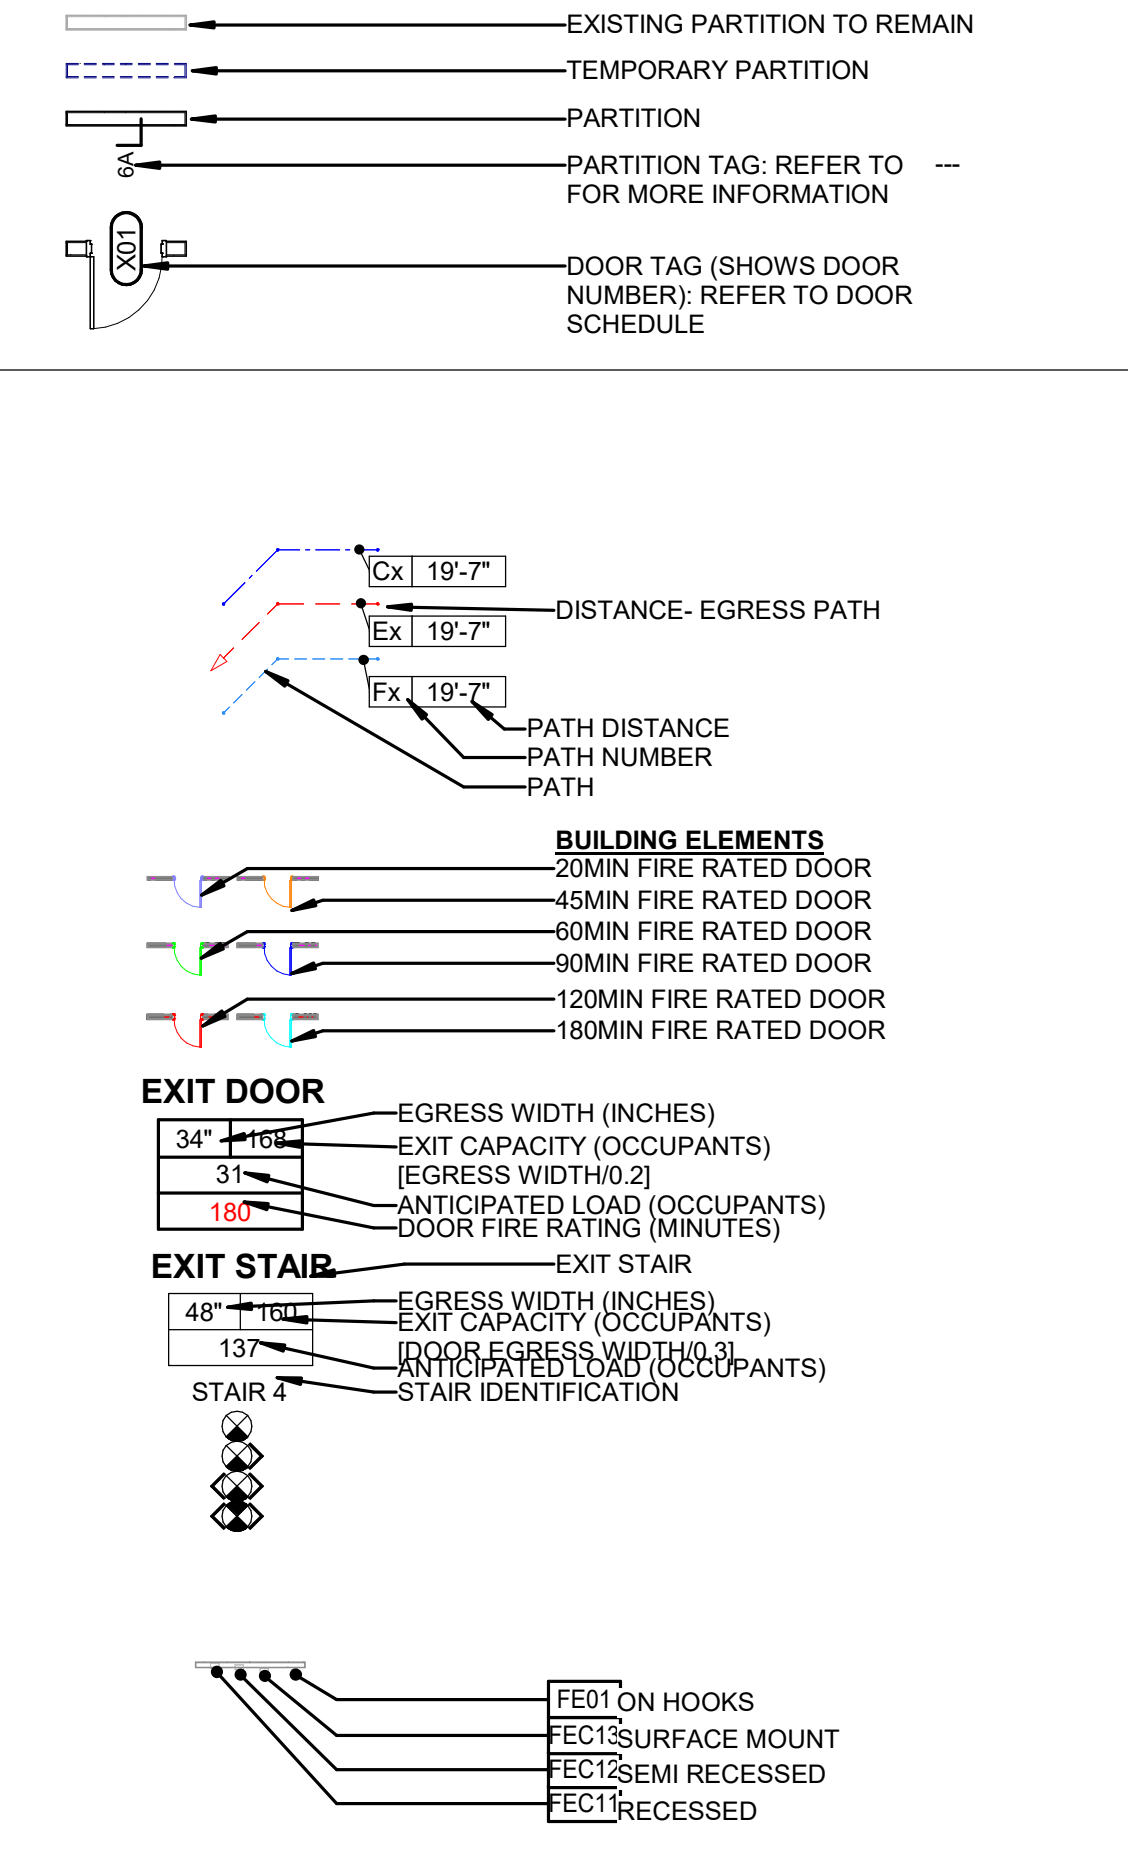 EXISTING PARTITION TO REMAIN
TEMPORARY PARTITION
PARTITION
6A
PARTITION TAG: REFER TO ---
FOR MORE INFORMATION
X01
DOOR TAG (SHOWS DOOR
NUMBER): REFER TO DOOR
SCHEDULE
Cx 19'-7"
DISTANCE- EGRESS PATH
Ex 19'-7"
Fx 19'-7"
PATH DISTANCE
PATH NUMBER
PATH
BUILDING ELEMENTS
20MIN FIRE RATED DOOR
45MIN FIRE RATED DOOR
60MIN FIRE RATED DOOR
90MIN FIRE RATED DOOR
120MIN FIRE RATED DOOR
180MIN FIRE RATED DOOR
EXIT DOOR
34" 168
31
180
EGRESS WIDTH (INCHES)
EXIT CAPACITY (OCCUPANTS)
[EGRESS WIDTH/0.2]
ANTICIPATED LOAD (OCCUPANTS)
DOOR FIRE RATING (MINUTES)
EXIT STAIR
EXIT STAIR
48" 160
137
STAIR 4
EGRESS WIDTH (INCHES)
EXIT CAPACITY (OCCUPANTS)
[DOOR EGRESS WIDTH/0.3]
ANTICIPATED LOAD (OCCUPANTS)
STAIR IDENTIFICATION
FE01 ON HOOKS
FEC13 SURFACE MOUNT
FEC12 SEMI RECESSED
FEC11 RECESSED